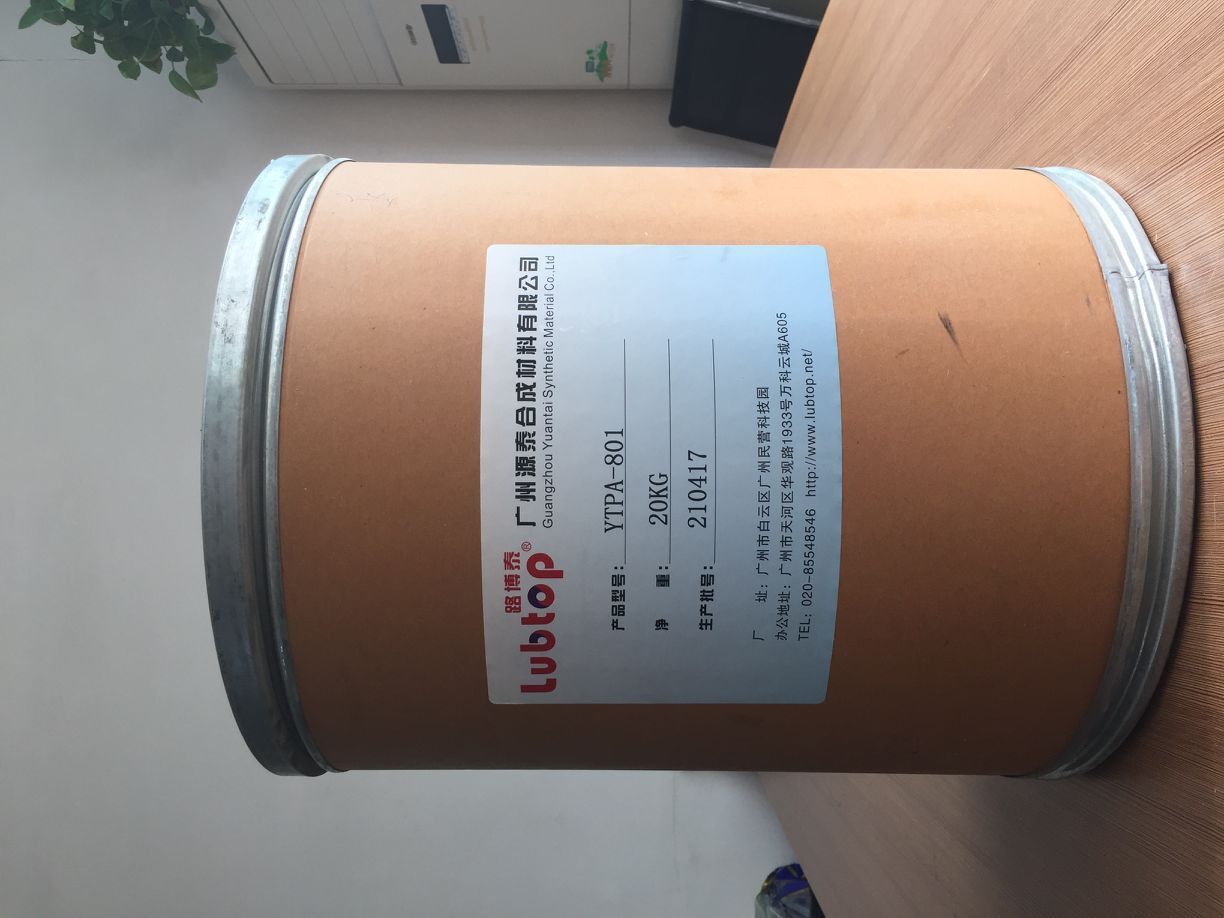 路博泰®
Lubtop
广州源泰合成材料有限公司
Guangzhou Yuantai Synthetic Material Co.,Ltd
产品型号: YTPA-801
净 重: 20KG
生产批号: 210417
厂 址: 广州市白云区广州民营科技园
办公地址: 广州市天河区华观路1933号万科云城A605
TEL: 020-85548546 http://www.lubtop.net/